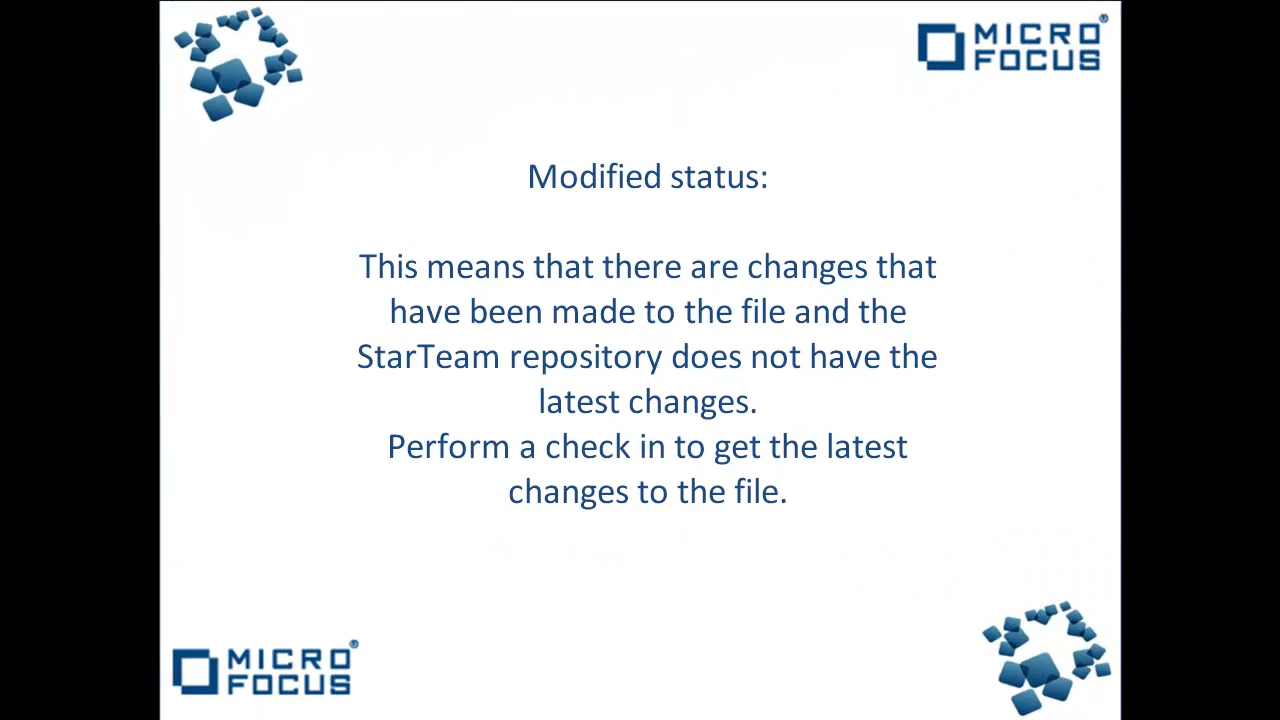 MICRO
FOCUS®
Modified status:
This means that there are changes that
have been made to the file and the
StarTeam repository does not have the
latest changes.
Perform a check in to get the latest
changes to the file.
MICRO
FOCUS®